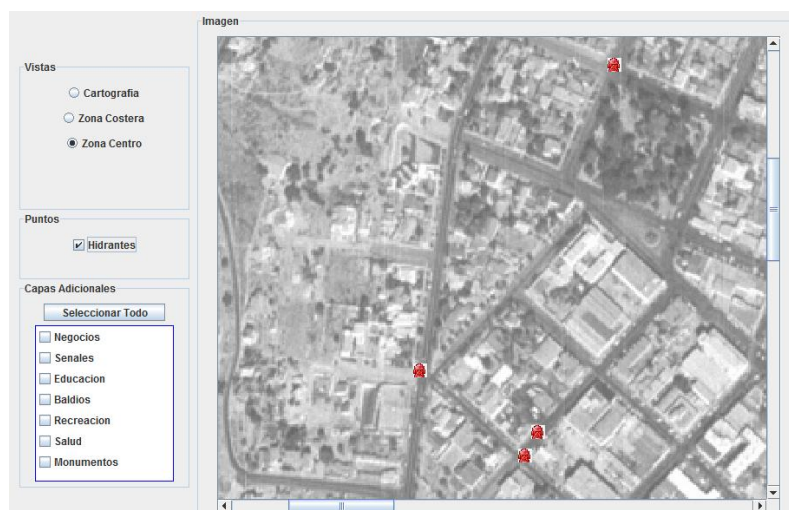 Imagen
Vistas
Cartografia
Zona Costera
Zona Centro
Puntos
Hidrantes
Capas Adicionales
Seleccionar Todo
Negocios
Senales
Educacion
Baldios
Recreacion
Salud
Monumentos